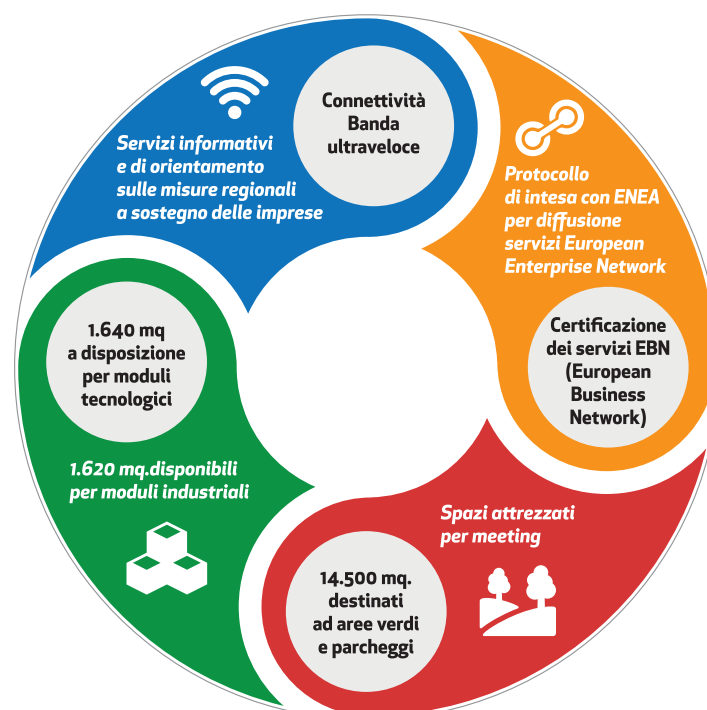 Connettività
Banda
ultraveloce
Servizi informativi
e di orientamento
sulle misure regionali
a sostegno delle imprese
Protocollo
di intesa con ENEA
per diffusione
servizi European
Enterprise Network
Certificazione
dei servizi EBN
(European
Business
Network)
1.640 mq
a disposizione
per moduli
tecnologici
1.620 mq.disponibili
per moduli industriali
Spazi attrezzati
per meeting
14.500 mq.
destinati
ad aree verdi
e parcheggi